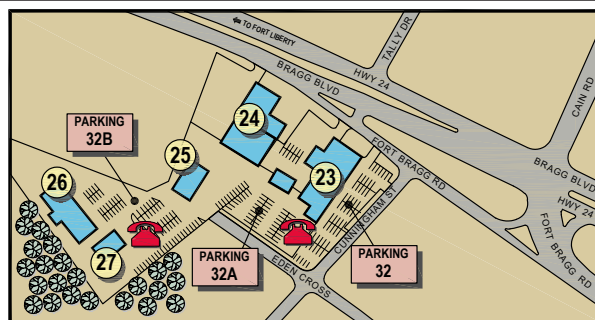 TO FORT LIBERTY
TALLY DR
HWY 24
BRAGG BLVD
CAIN RD
24
PARKING
32B
25
FORT BRAGG RD
BRAGG BLVD
26
23
HWY 24
CUNNINGHAM ST
FORT BRAGG RD
27
PARKING
32A
EDEN CROSS
PARKING
32